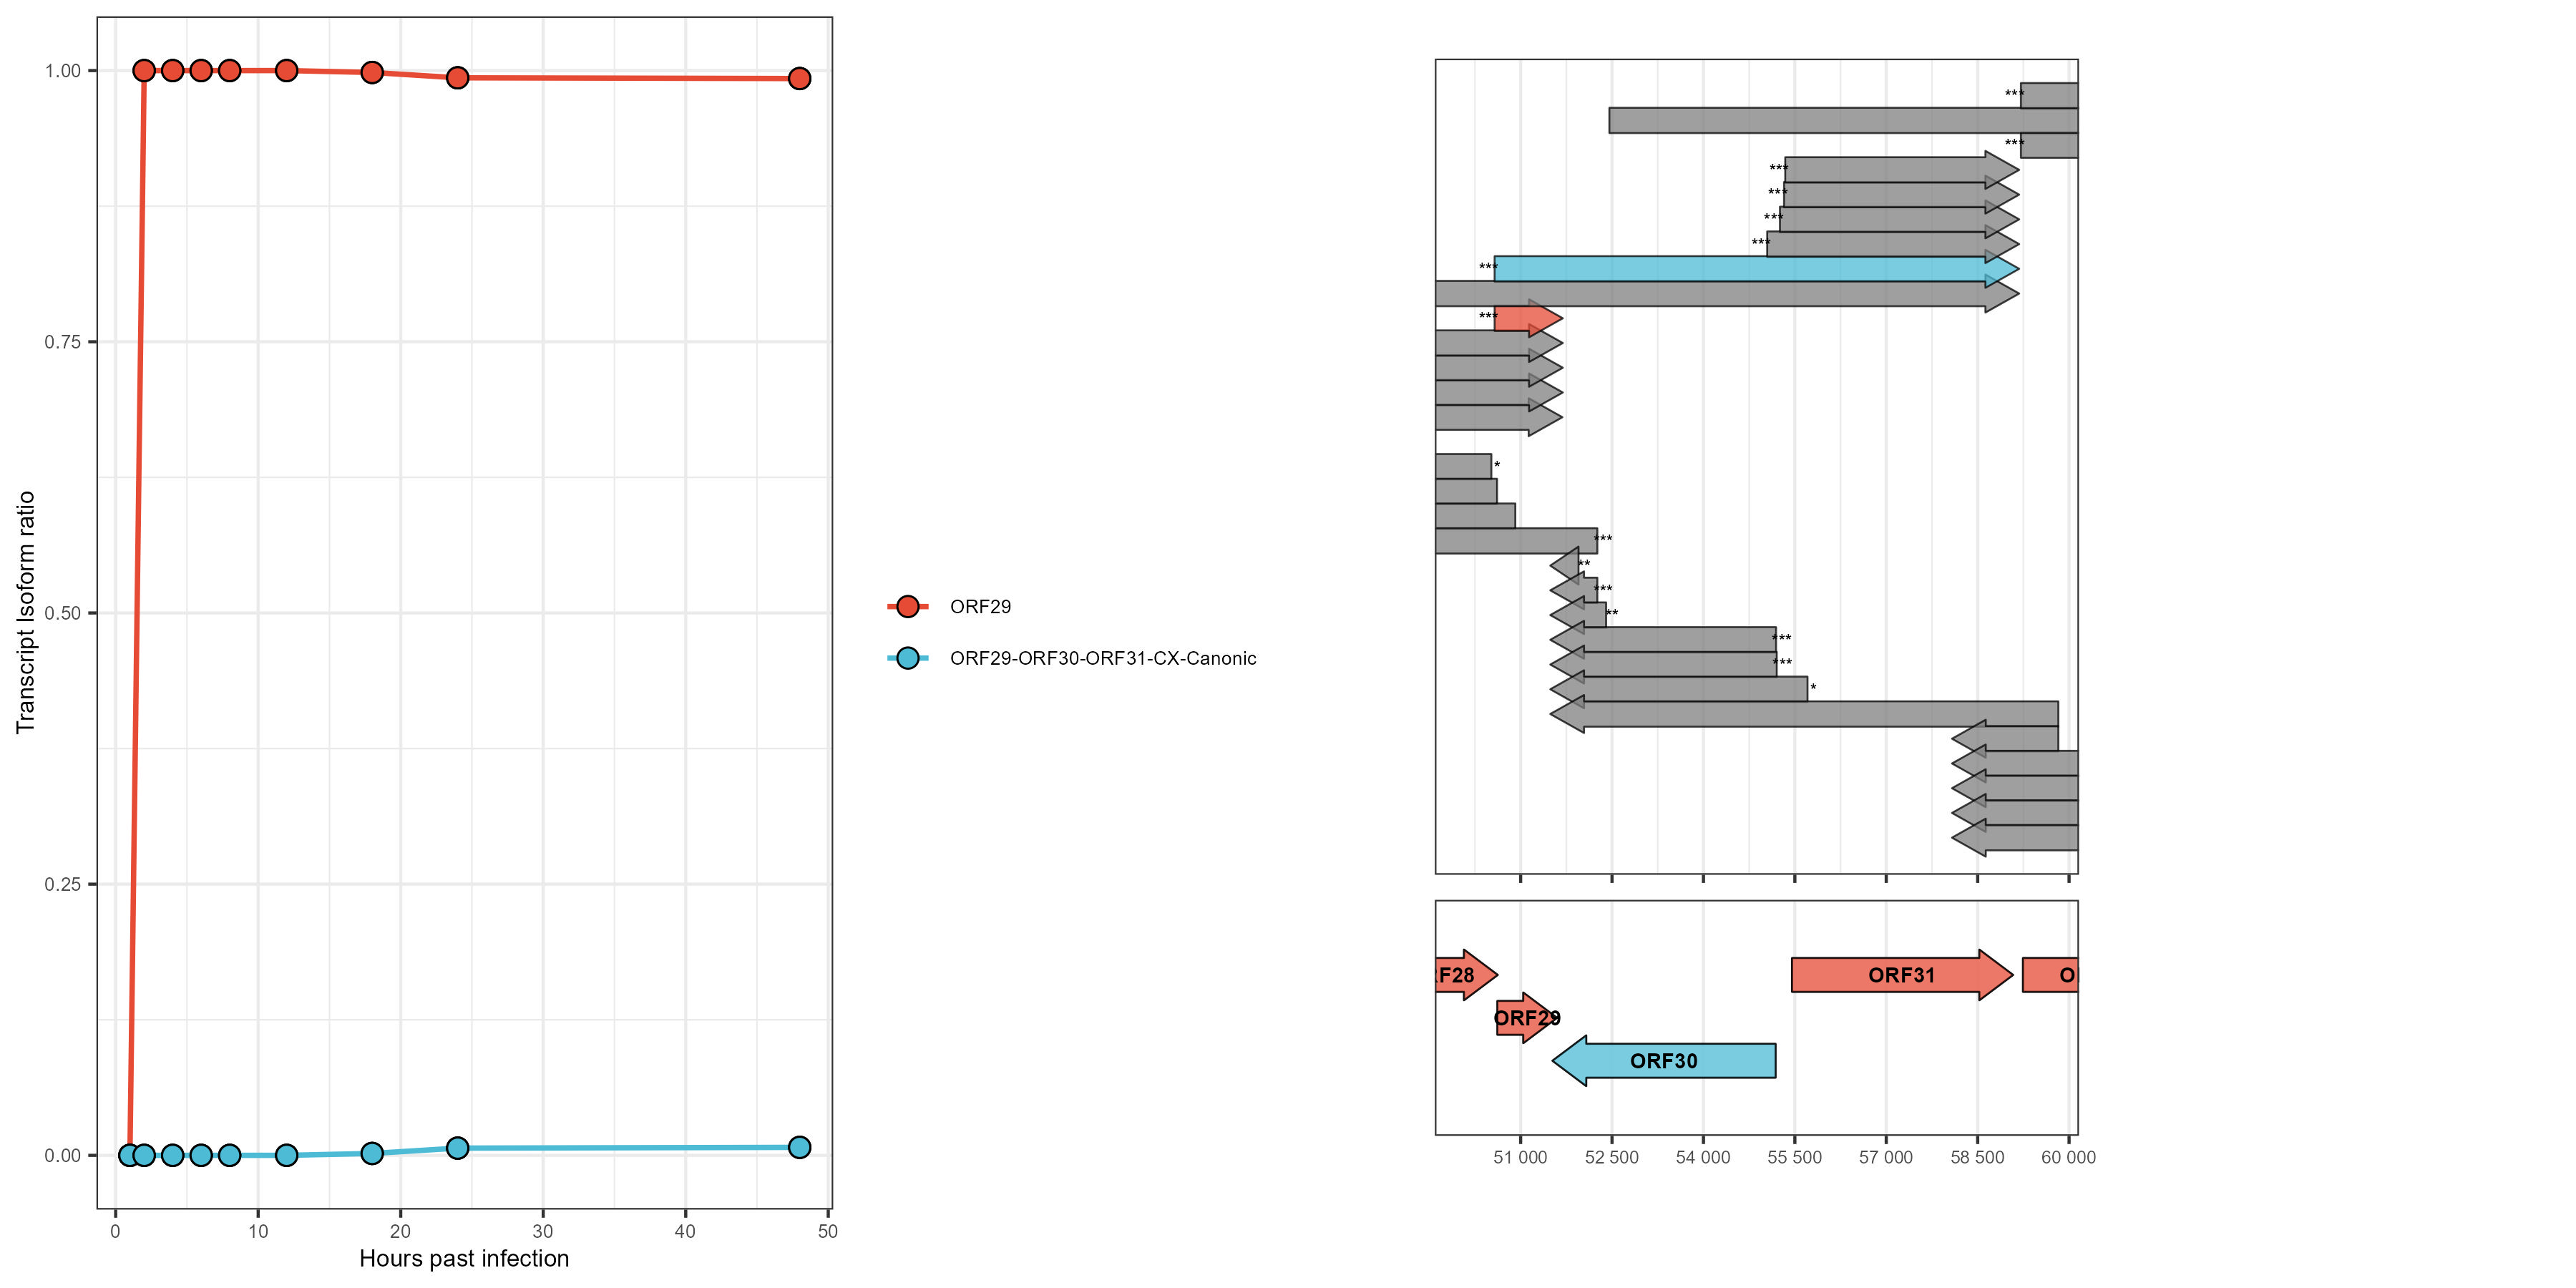 1.00
0.75
0.50
0.25
0.00
Transcript Isoform ratio
0 10 20 30 40 50
Hours past infection
ORF29
ORF29-ORF30-ORF31-CX-Canonic
***
***
***
***
***
***
***
***
*
***
**
***
**
***
***
*
RF28
ORF31
OI
ORF29
ORF30
51 000 52 500 54 000 55 500 57 000 58 500 60 000